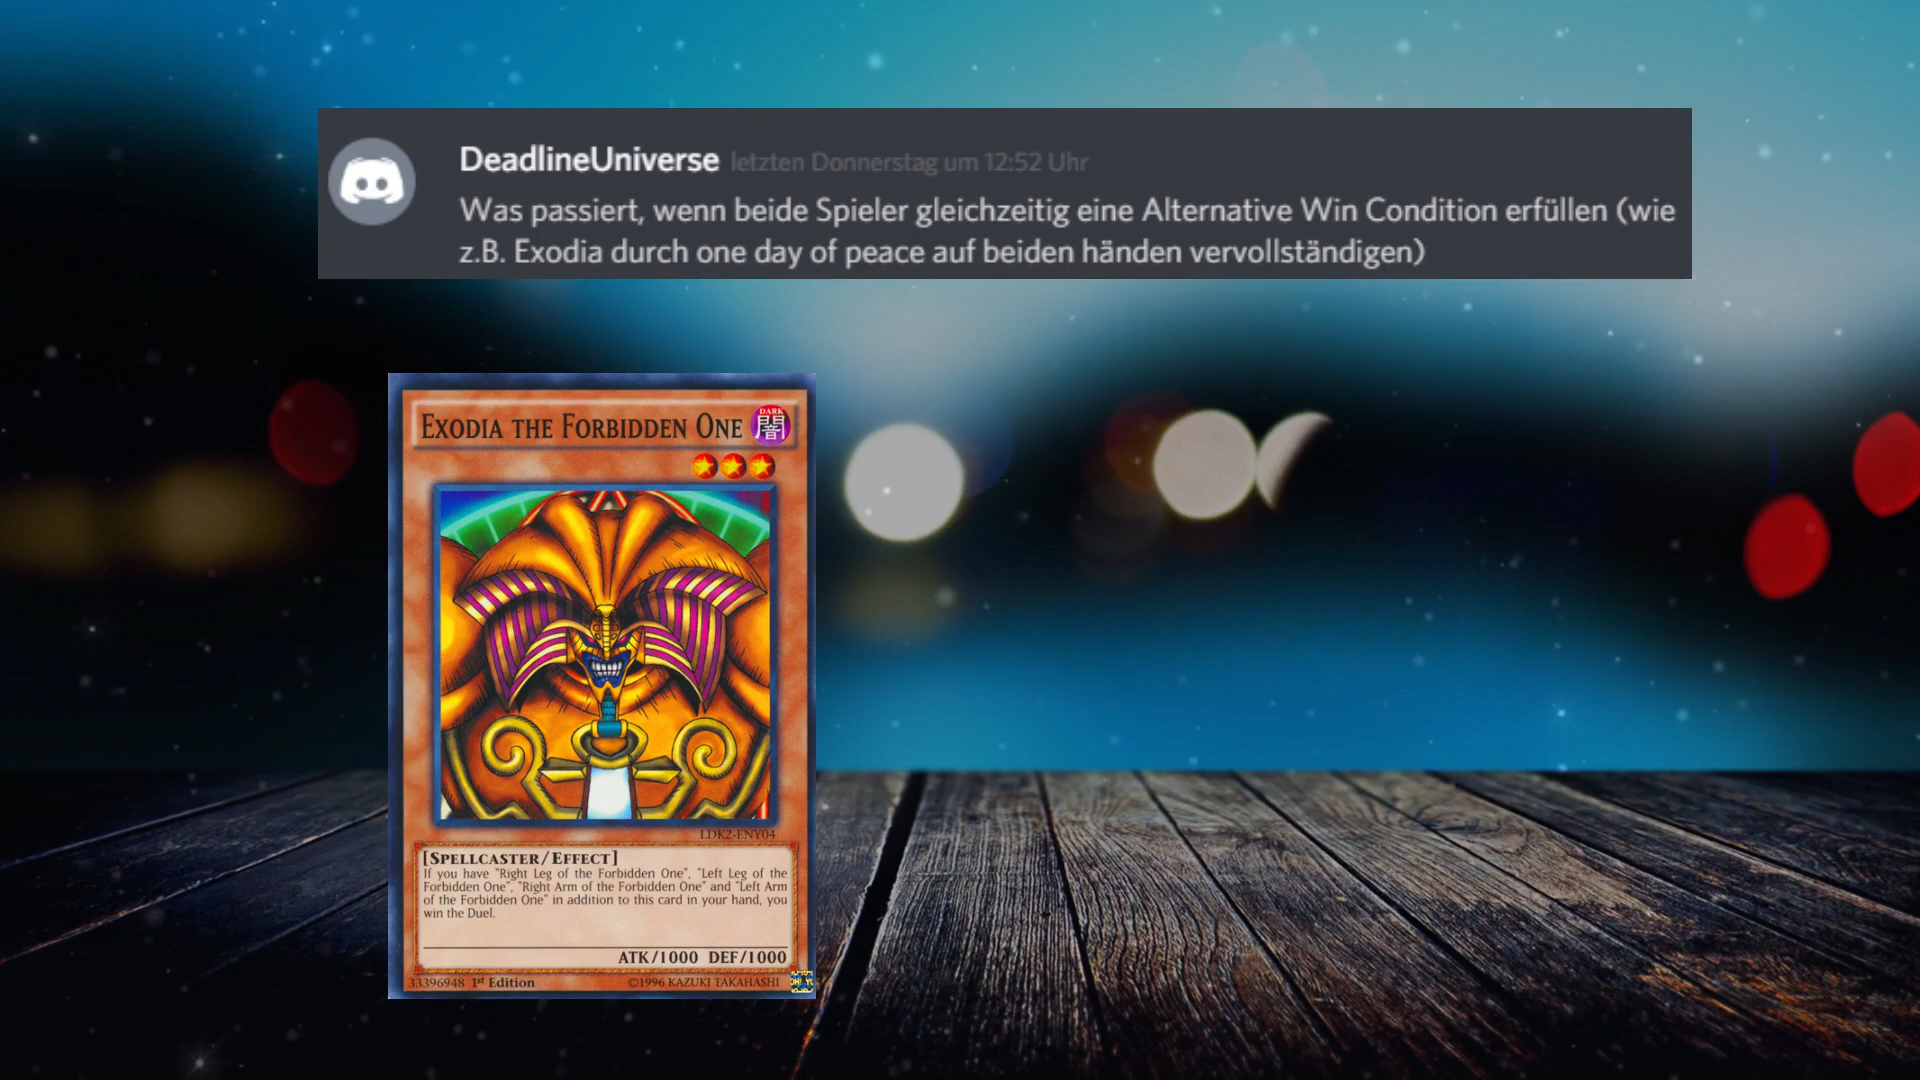 DeadlineUniverse letzten Donnerstag um 12:52 Uhr
Was passiert, wenn beide Spieler gleichzeitig eine Alternative Win Condition erfüllen (wie
z.B. Exodia durch one day of peace auf beiden händen vervollständigen)
EXODIA THE FORBIDDEN ONE
DARK
闇
LDK2-ENY04
[SPELLCASTER/EFFECT]
If you have "Right Leg of the Forbidden One", "Left Leg of the
Forbidden One", "Right Arm of the Forbidden One" and "Left Arm
of the Forbidden One" in addition to this card in your hand, you
win the Duel.
ATK/1000 DEF/1000
33396948 1st Edition ©1996 KAZUKI TAKAHASHI